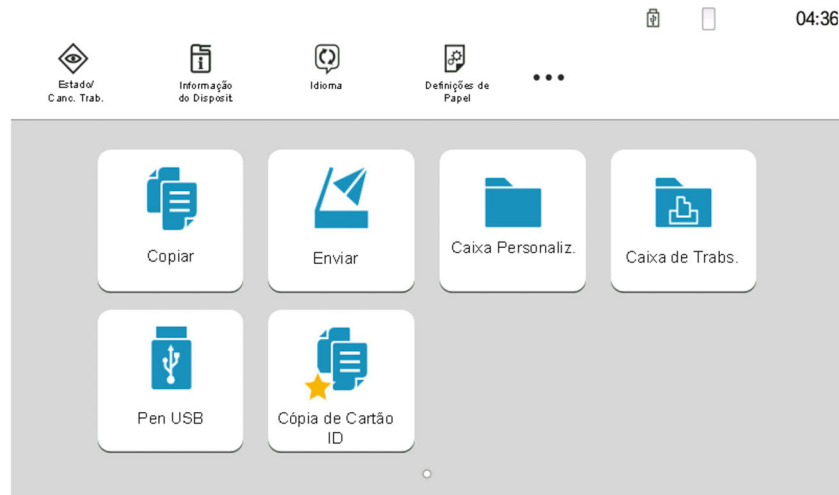 04:36
Estado/
Canc. Trab.
Informação
do Disposit.
Idioma
Definições de
Papel
Copiar
Enviar
Caixa Personaliz.
Caixa de Trabs.
Pen USB
Cópia de Cartão
ID